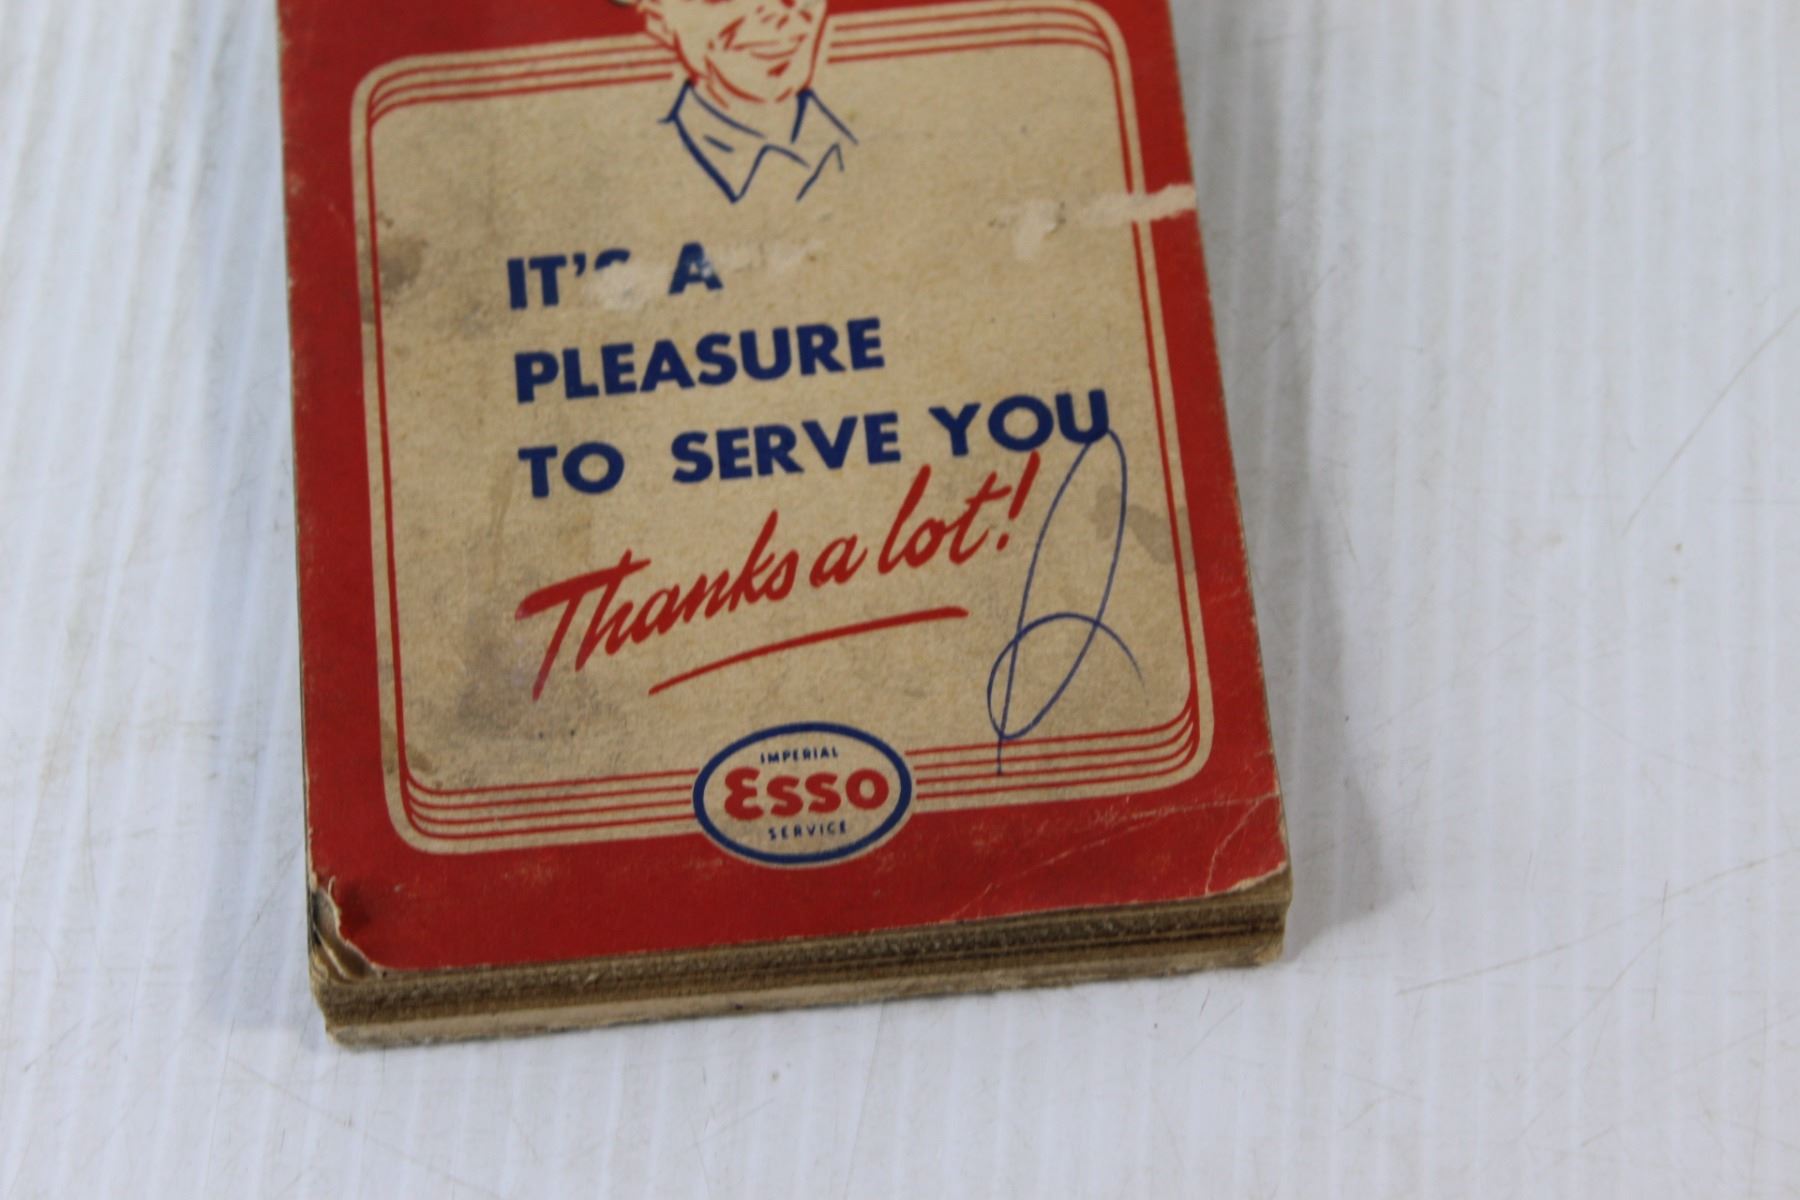 IT'S A
PLEASURE
TO SERVE YOU
Thanks a lot!
IMPERIAL
Esso
SERVICE